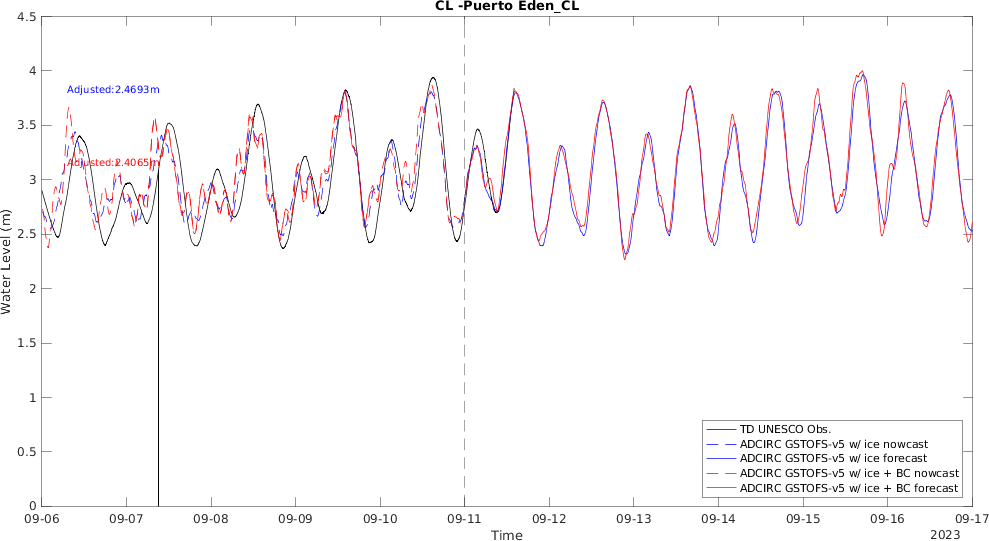 CL -Puerto Eden_CL
4.5
4
3.5
3
2.5
2
1.5
1
0.5
0
Water Level (m)
Adjusted:2.4693m
Adjusted:2.4065m
TD UNESCO Obs.
ADCIRC GSTOFS-v5 w/ ice nowcast
ADCIRC GSTOFS-v5 w/ ice forecast
ADCIRC GSTOFS-v5 w/ ice + BC nowcast
ADCIRC GSTOFS-v5 w/ ice + BC forecast
09-06 09-07 09-08 09-09 09-10 09-11 09-12 09-13 09-14 09-15 09-16 09-17
Time
2023